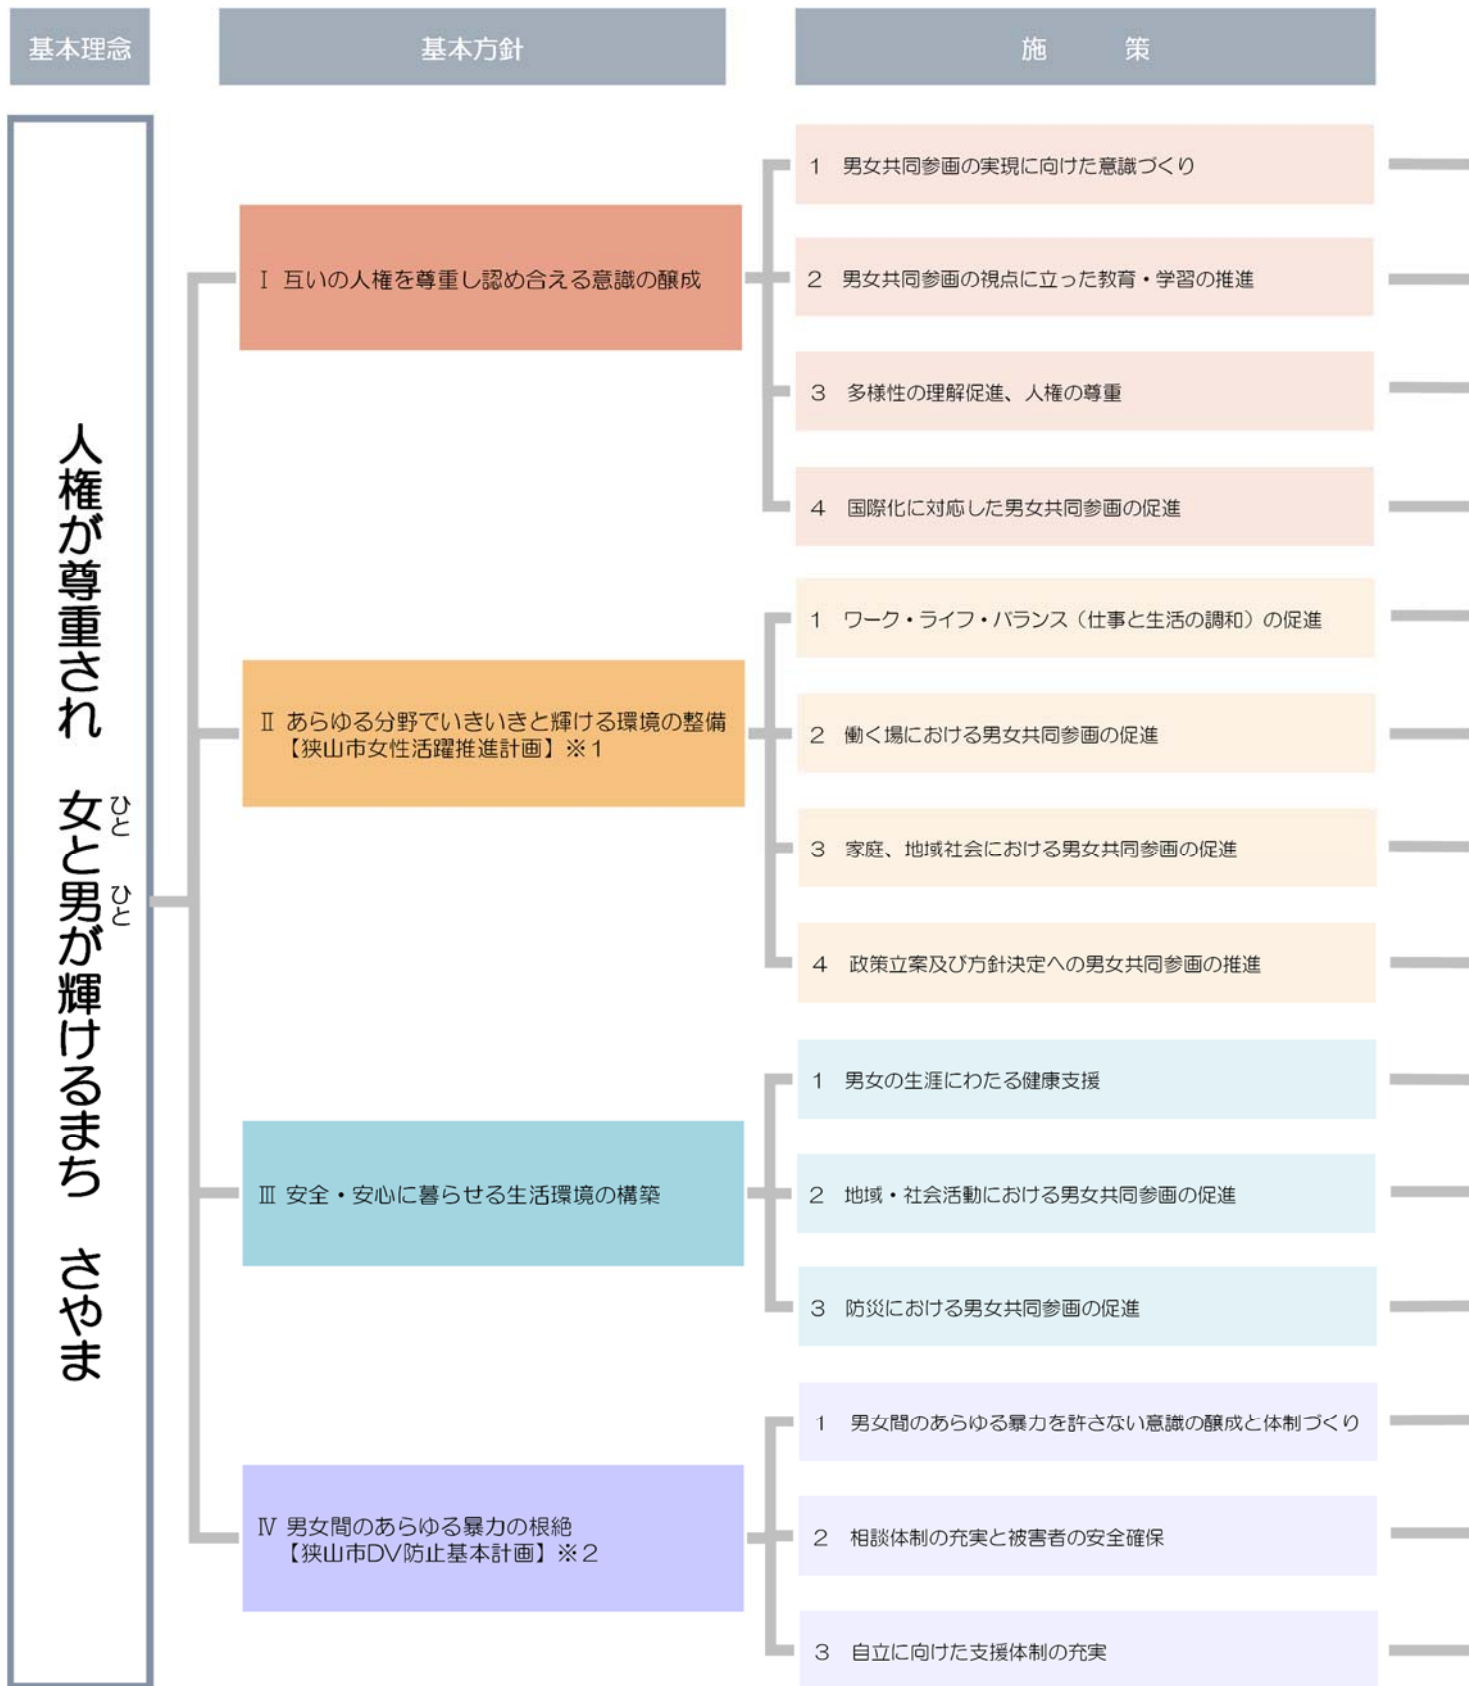 基本理念
基本方針
施 策
人権が尊重され 女と男が輝けるまち さやま
ひと
ひと
Ⅰ 互いの人権を尊重し認め合える意識の醸成
1 男女共同参画の実現に向けた意識づくり
2 男女共同参画の視点に立った教育・学習の推進
3 多様性の理解促進、人権の尊重
4 国際化に対応した男女共同参画の促進
Ⅱ あらゆる分野でいきいきと輝ける環境の整備
【狭山市女性活躍推進計画】※1
1 ワーク・ライフ・バランス（仕事と生活の調和）の促進
2 働く場における男女共同参画の促進
3 家庭、地域社会における男女共同参画の促進
4 政策立案及び方針決定への男女共同参画の推進
Ⅲ 安全・安心に暮らせる生活環境の構築
1 男女の生涯にわたる健康支援
2 地域・社会活動における男女共同参画の促進
3 防災における男女共同参画の促進
Ⅳ 男女間のあらゆる暴力の根絶
【狭山市DV防止基本計画】※2
1 男女間のあらゆる暴力を許さない意識の醸成と体制づくり
2 相談体制の充実と被害者の安全確保
3 自立に向けた支援体制の充実